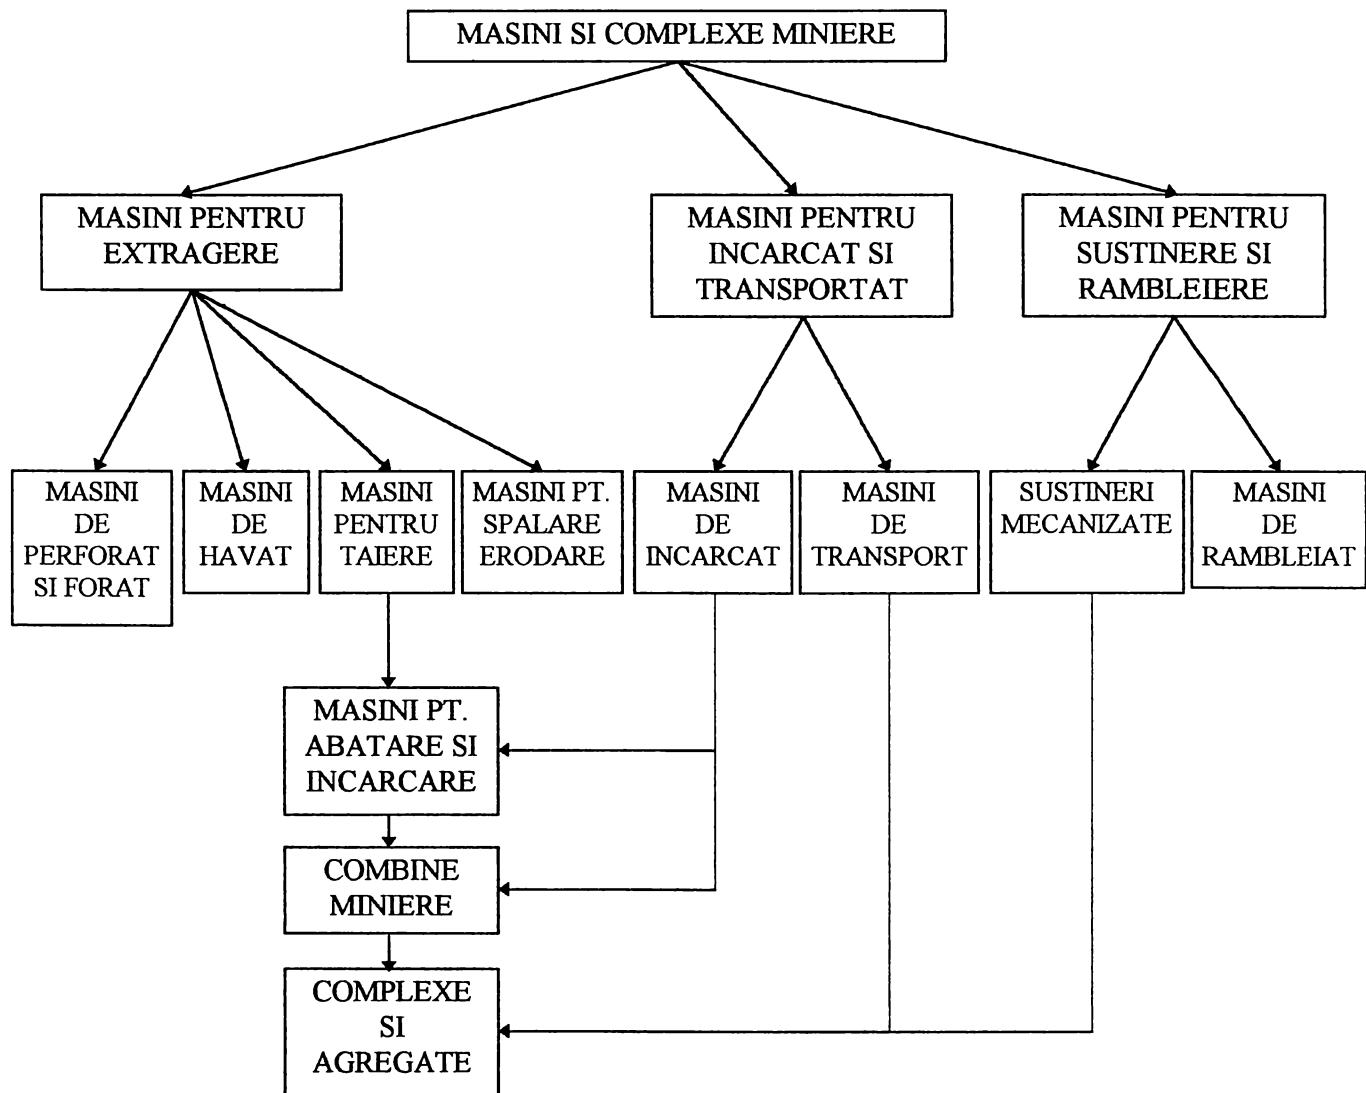 MASINI SI COMPLEXE MINIERE
MASINI PENTRU
EXTRAGERE
MASINI PENTRU
INCARCAT SI
TRANSPORTAT
MASINI PENTRU
SUSTINERE SI
RAMBLEIERE
MASINI
DE
PERFORAT
SI FORAT
MASINI
DE
HAVAT
MASINI
PENTRU
TAIERE
MASINI PT.
SPALARE
ERODARE
MASINI
DE
INCARCAT
MASINI
DE
TRANSPORT
SUSTINERI
MECANIZATE
MASINI
DE
RAMBLEIAT
MASINI PT.
ABATARE SI
INCARCARE
COMBINE
MINIERE
COMPLEXE
SI
AGREGATE